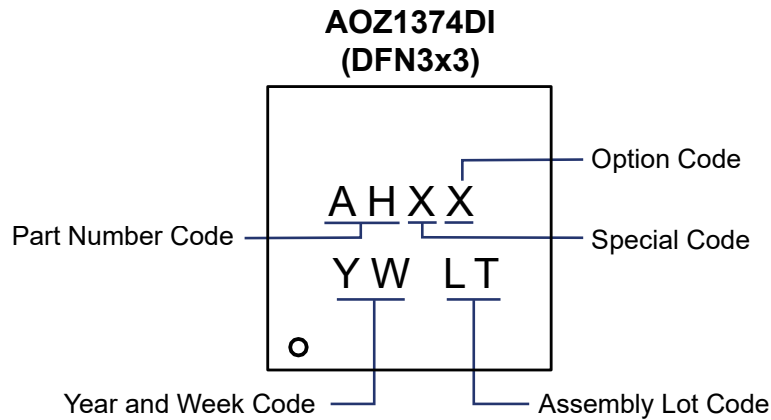 AOZ1374DI
(DFN3x3)
Option Code
A H X X
Part Number Code
Special Code
Y W L T
Year and Week Code
Assembly Lot Code